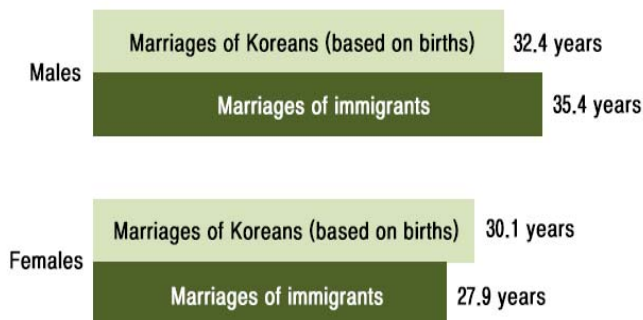 Males
Marriages of Koreans (based on births)
32.4 years
Marriages of immigrants
35.4 years
Females
Marriages of Koreans (based on births)
30.1 years
Marriages of immigrants
27.9 years